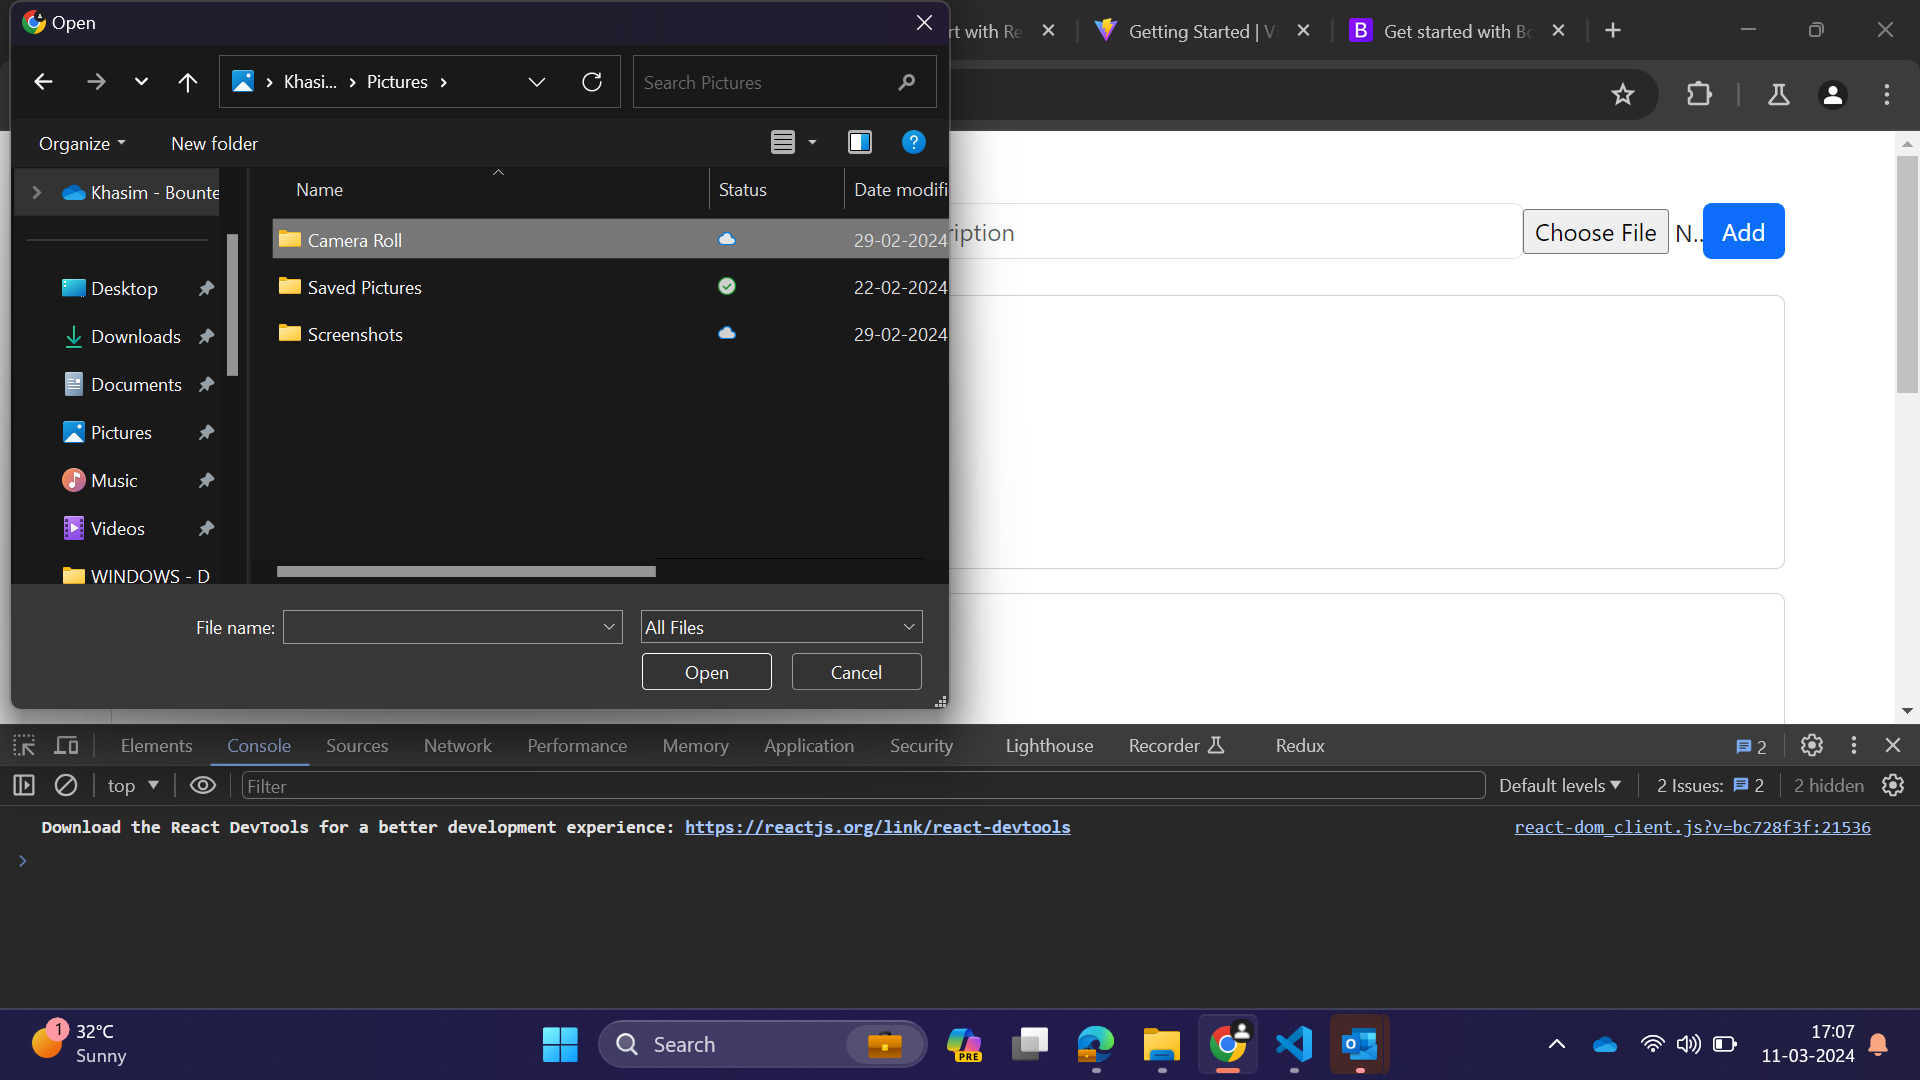 Open
rt with Re
Getting Started | Vi
Get started with Bo
Khasi...
Pictures
Search Pictures
Organize
New folder
Khasim - Bounte
Name
Status
Date modifi
Camera Roll
29-02-2024
Saved Pictures
22-02-2024
Screenshots
29-02-2024
Desktop
Downloads
Documents
Pictures
Music
Videos
WINDOWS - D
File name:
All Files
Open
Cancel
ription
Choose File
N...
Add
Elements
Console
Sources
Network
Performance
Memory
Application
Security
Lighthouse
Recorder
Redux
2
top
Filter
Default levels
2 Issues:
2
2 hidden
Download the React DevTools for a better development experience: https://reactjs.org/link/react-devtools
react-dom_client.js?v=bc728f3f:21536
1
32°C
Sunny
Search
PRE
17:07
11-03-2024